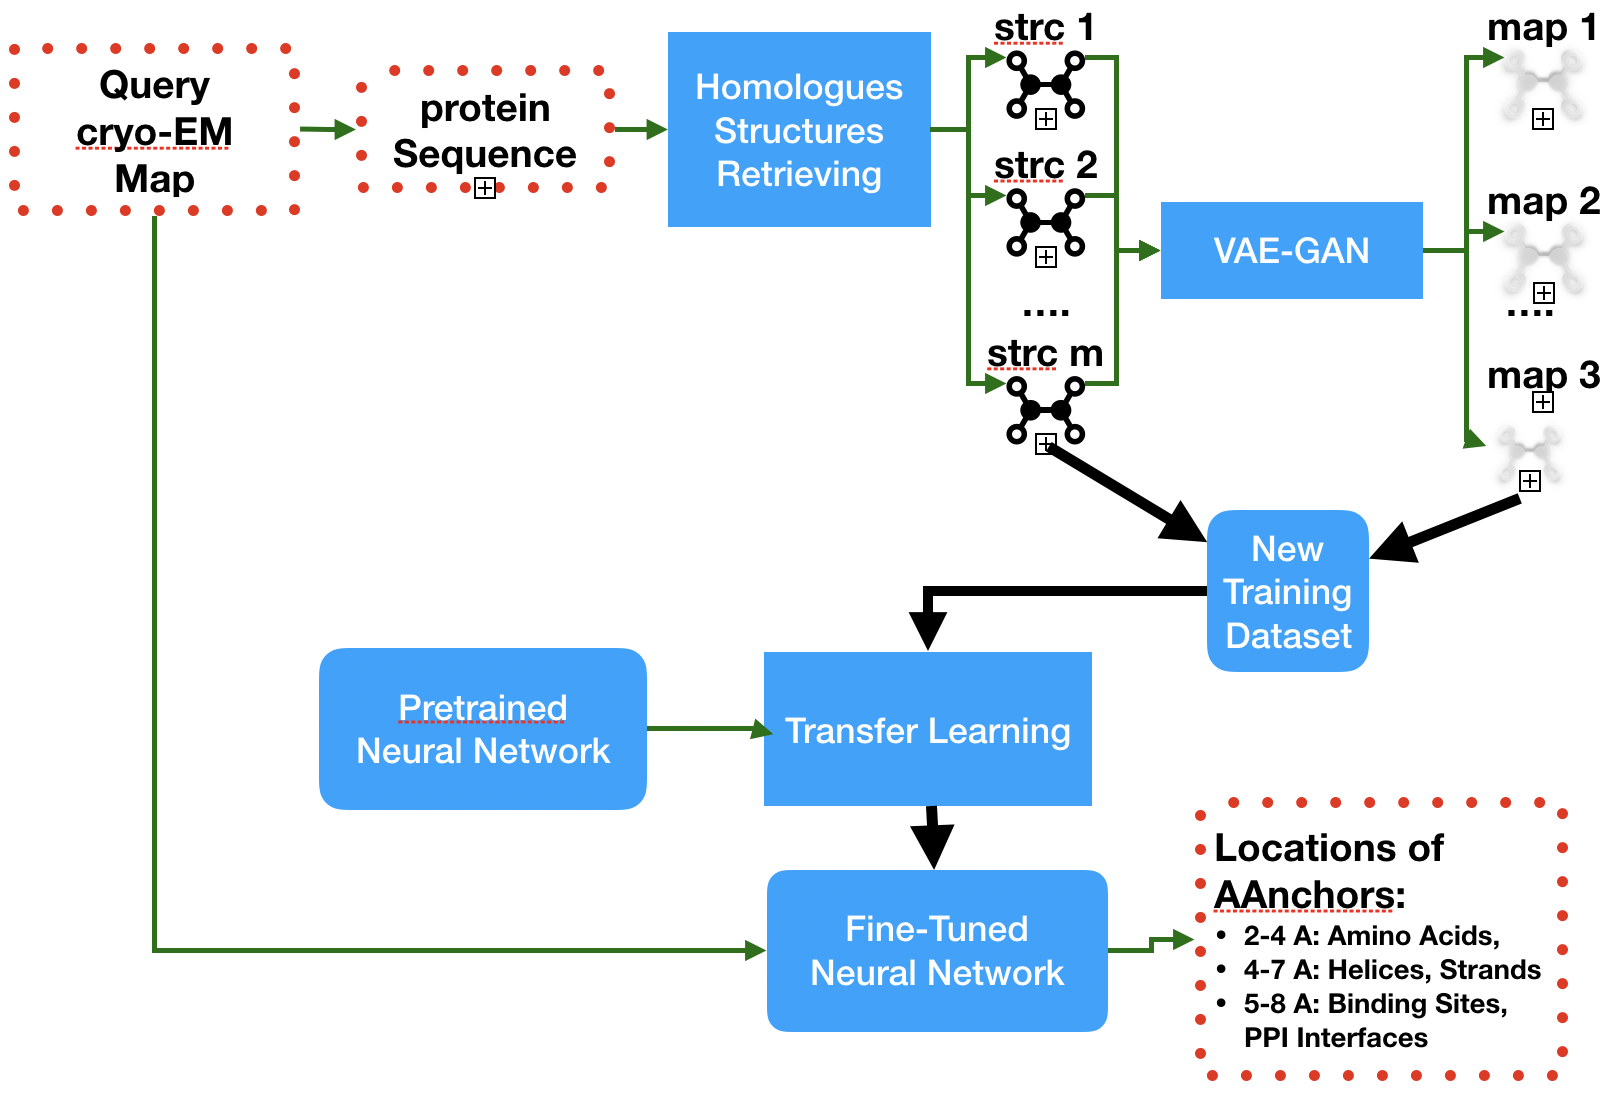 Query
cryo-EM
Map
protein
Sequence
Homologues
Structures
Retrieving
strc 1
strc 2
....
strc m
VAE-GAN
map 1
map 2
....
map 3
New
Training
Dataset
Pretrained
Neural Network
Transfer Learning
Fine-Tuned
Neural Network
Locations of
AAnchors:
• 2-4 A: Amino Acids,
• 4-7 A: Helices, Strands
• 5-8 A: Binding Sites,
PPI Interfaces